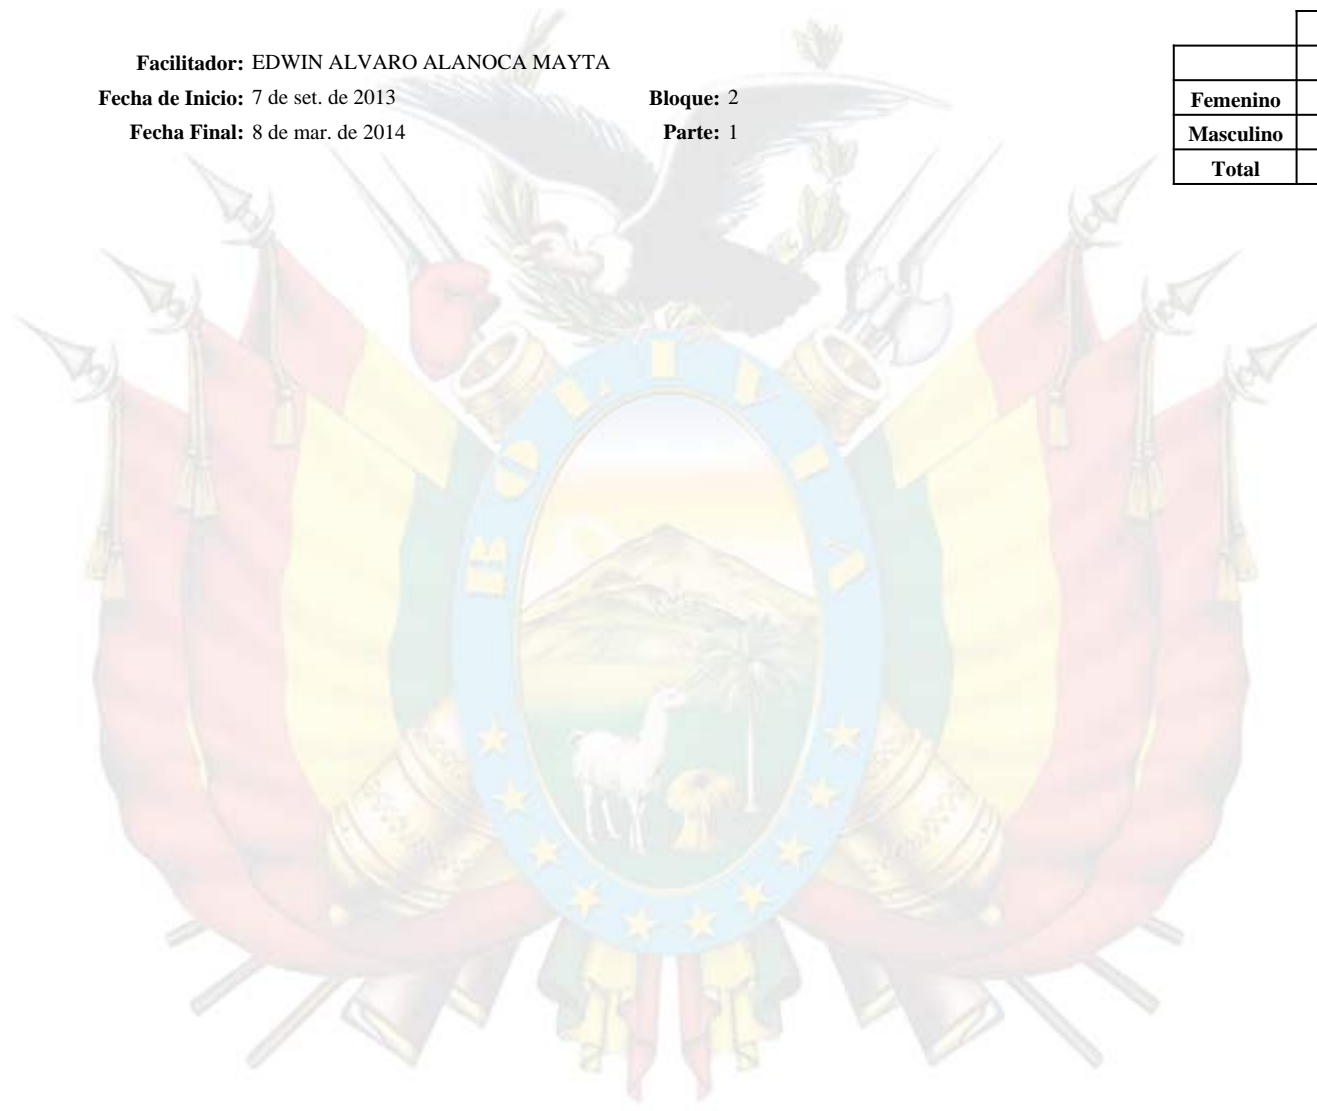 Facilitador: EDWIN ALVARO ALANOCA MAYTA
Fecha de Inicio: 7 de set. de 2013 Bloque: 2
Fecha Final: 8 de mar. de 2014 Parte: 1
Femenino
Masculino
Total
BOLIVIA